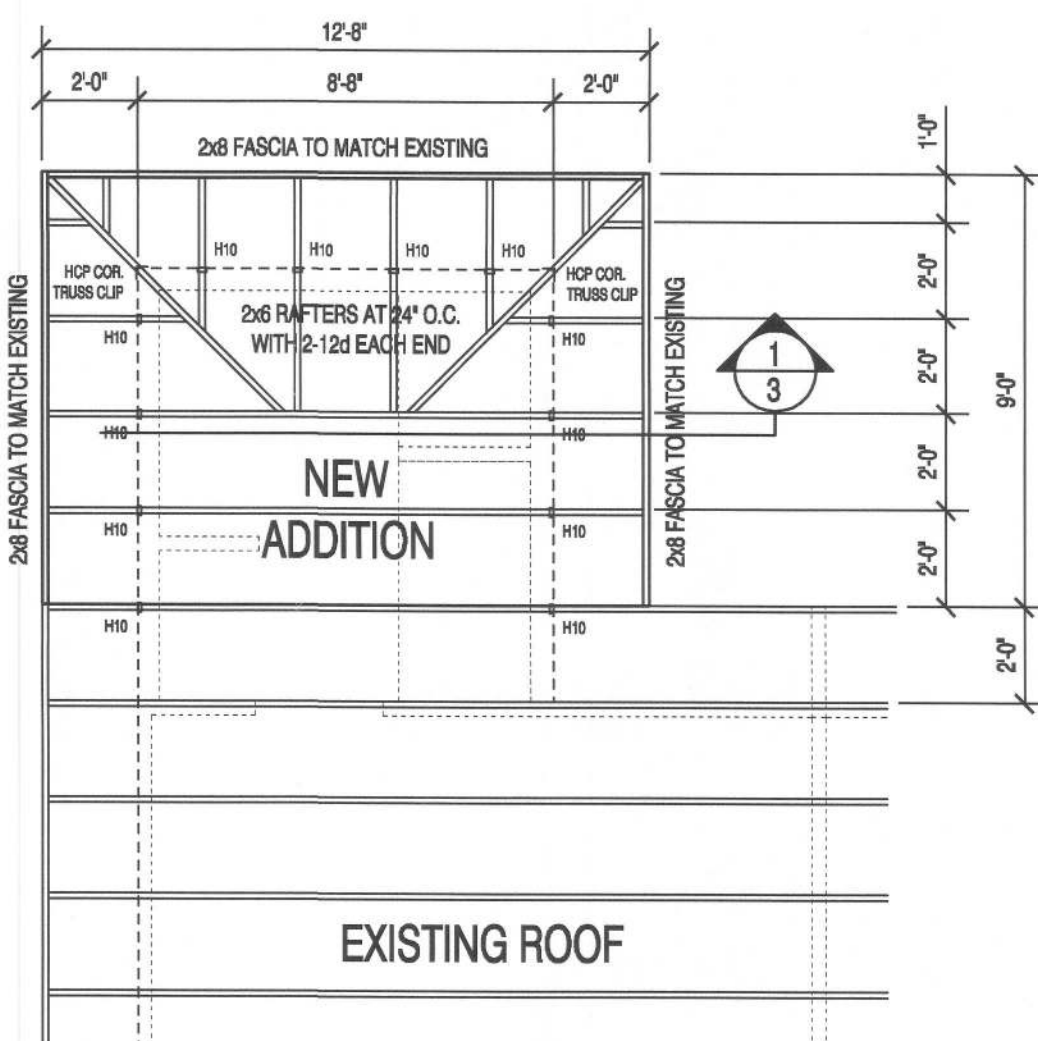 12'-8"
2'-0"
8'-8"
2'-0"
2x8 FASCIA TO MATCH EXISTING
1'-0"
H10
H10
H10
H10
HCP COR.
TRUSS CLIP
HCP COR.
TRUSS CLIP
2'-0"
2x6 RAFTERS AT 24" O.C.
WITH 2-12d EACH END
H10
H10
2x8 FASCIA TO MATCH EXISTING
2x8 FASCIA TO MATCH EXISTING
1
3
2'-0"
9'-0"
H10
H10
NEW
ADDITION
2'-0"
H10
H10
2'-0"
H10
H10
2'-0"
EXISTING ROOF